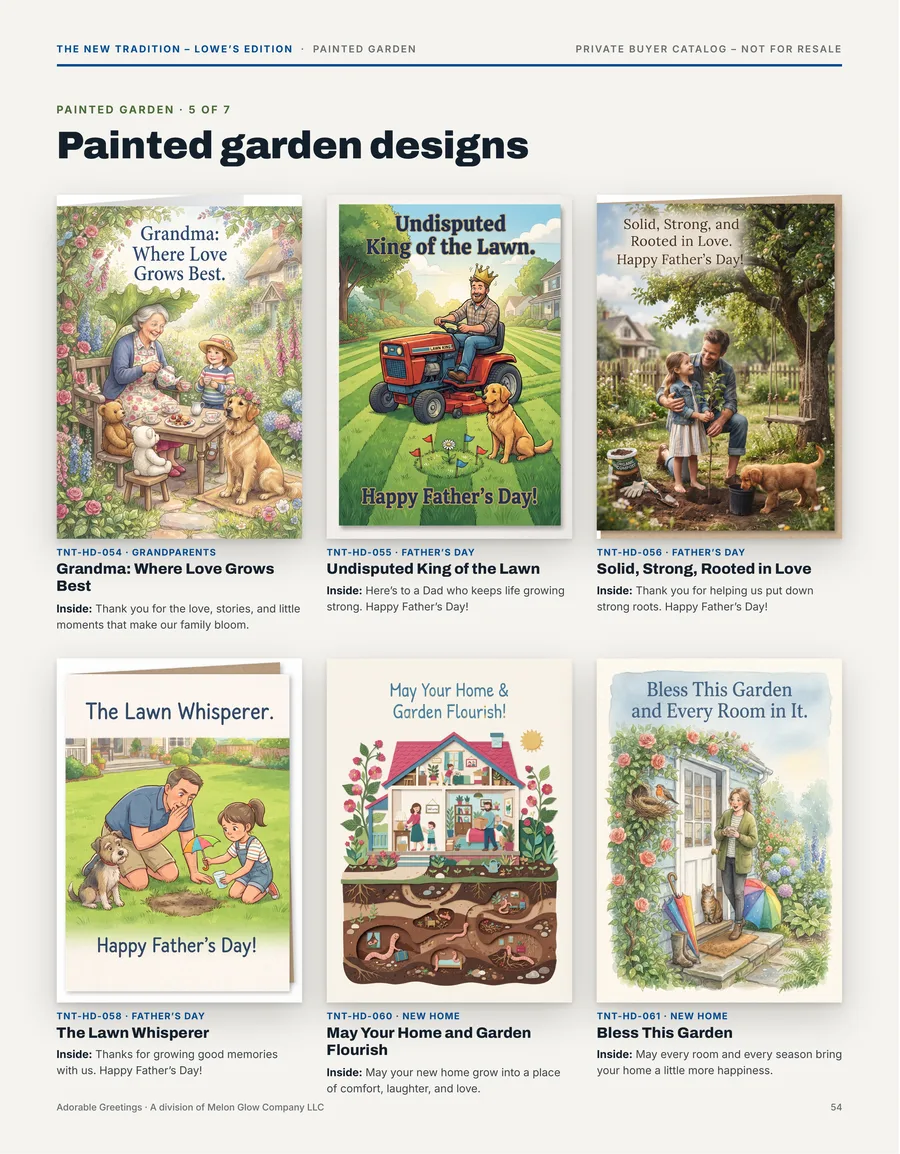 THE NEW TRADITION – LOWE'S EDITION · PAINTED GARDEN
PRIVATE BUYER CATALOG – NOT FOR RESALE
PAINTED GARDEN · 5 OF 7
Painted garden designs
Grandma:
Where Love
Grows Best.
Undisputed
King of the Lawn.
LAWN KING
Happy Father's Day!
Solid, Strong, and
Rooted in Love.
Happy Father's Day!
TNT-HD-054 · GRANDPARENTS
Grandma: Where Love Grows
Best
Inside: Thank you for the love, stories, and little
moments that make our family bloom.
TNT-HD-055 · FATHER'S DAY
Undisputed King of the Lawn
Inside: Here's to a Dad who keeps life growing
strong. Happy Father's Day!
TNT-HD-056 · FATHER'S DAY
Solid, Strong, Rooted in Love
Inside: Thank you for helping us put down
strong roots. Happy Father's Day!
The Lawn Whisperer.
Happy Father's Day!
May Your Home &
Garden Flourish!
Bless This Garden
and Every Room in It.
TNT-HD-058 · FATHER'S DAY
The Lawn Whisperer
Inside: Thanks for growing good memories
with us. Happy Father's Day!
TNT-HD-060 · NEW HOME
May Your Home and Garden
Flourish
Inside: May your new home grow into a place
of comfort, laughter, and love.
TNT-HD-061 · NEW HOME
Bless This Garden
Inside: May every room and every season bring
your home a little more happiness.
Adorable Greetings · A division of Melon Glow Company LLC
54